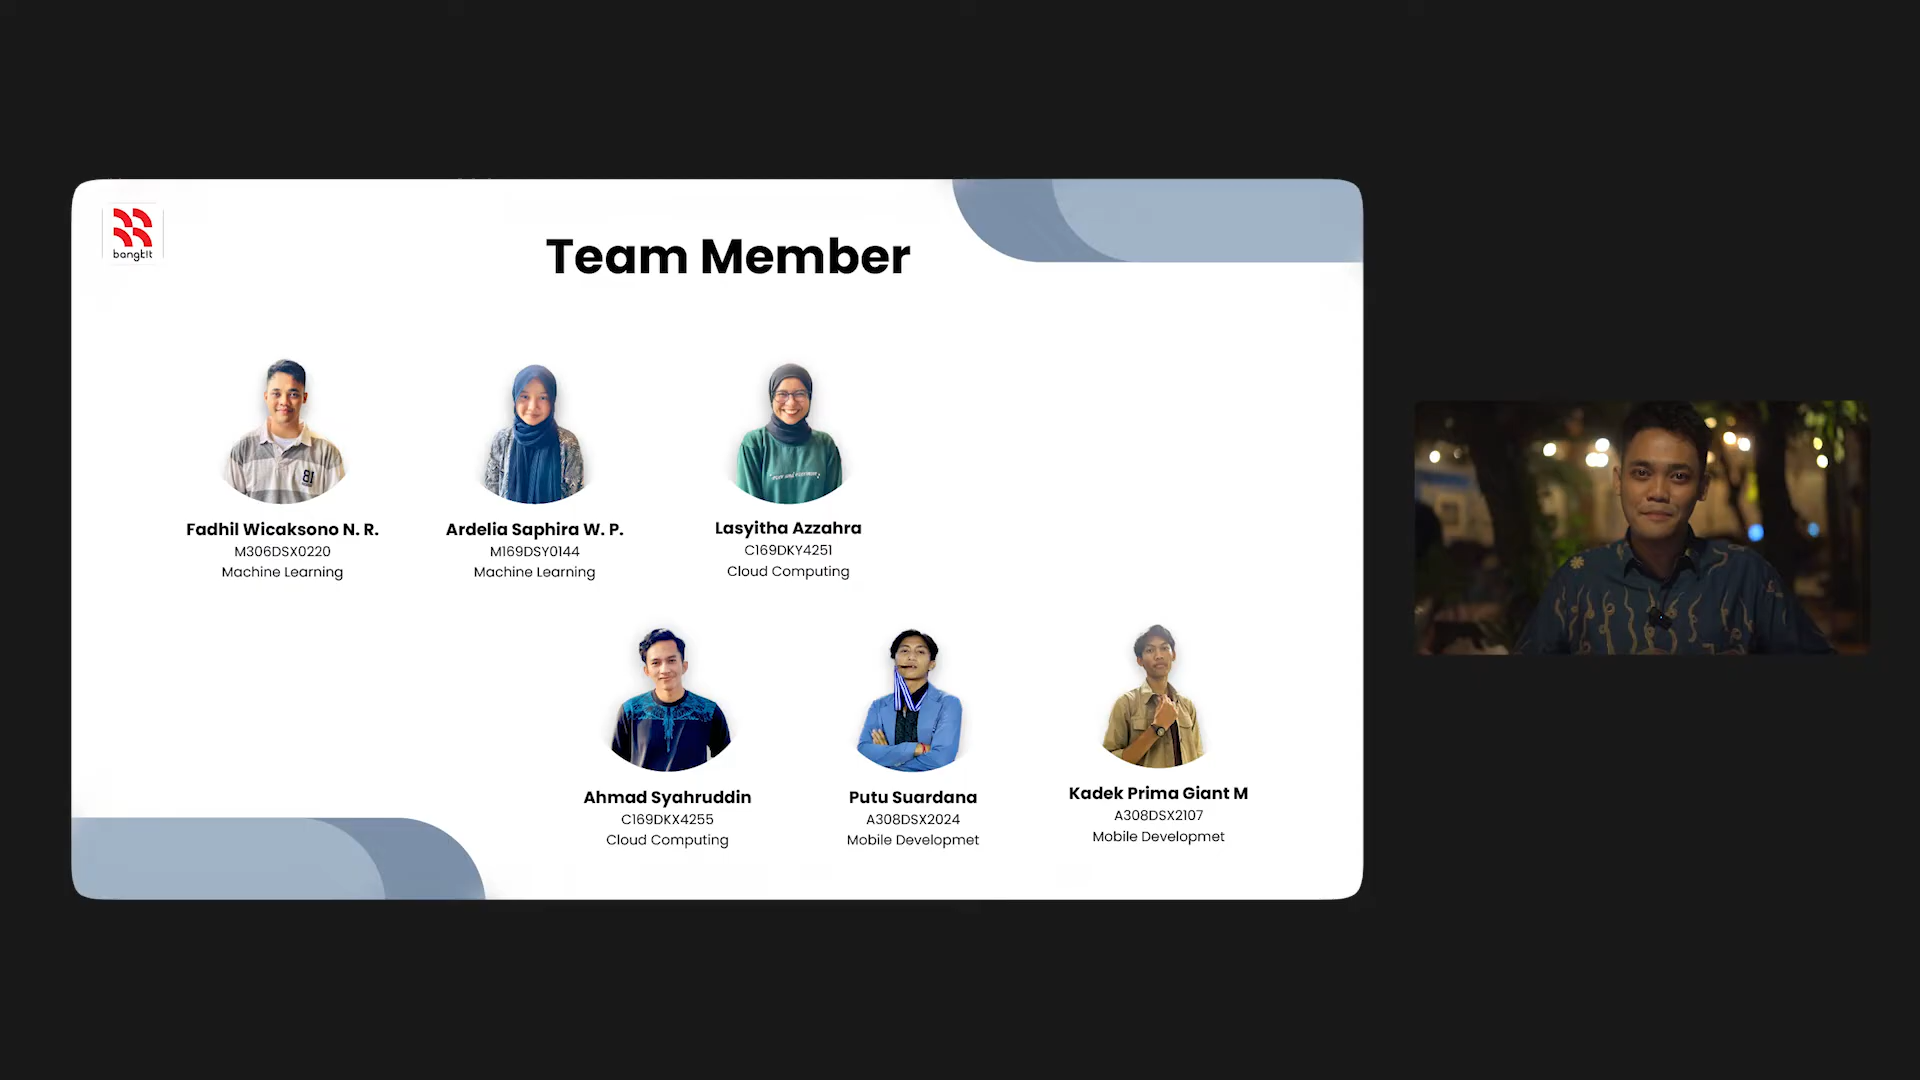 bangkit
Team Member
Fadhil Wicaksono N. R.
M306DSX0220
Machine Learning
Ardelia Saphira W. P.
M169DSY0144
Machine Learning
Lasyitha Azzahra
C169DKY4251
Cloud Computing
Ahmad Syahruddin
C169DKX4255
Cloud Computing
Putu Suardana
A308DSX2024
Mobile Developmet
Kadek Prima Giant M
A308DSX2107
Mobile Developmet